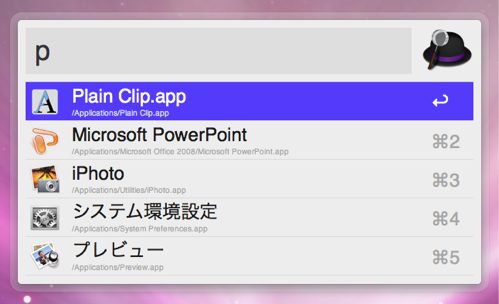 p
Plain Clip.app
/Applications/Plain Clip.app
Microsoft PowerPoint
/Applications/Microsoft Office 2008/Microsoft PowerPoint.app
⌘2
iPhoto
/Applications/Utilities/iPhoto.app
⌘3
システム環境設定
/Applications/System Preferences.app
⌘4
プレビュー
/Applications/Preview.app
⌘5